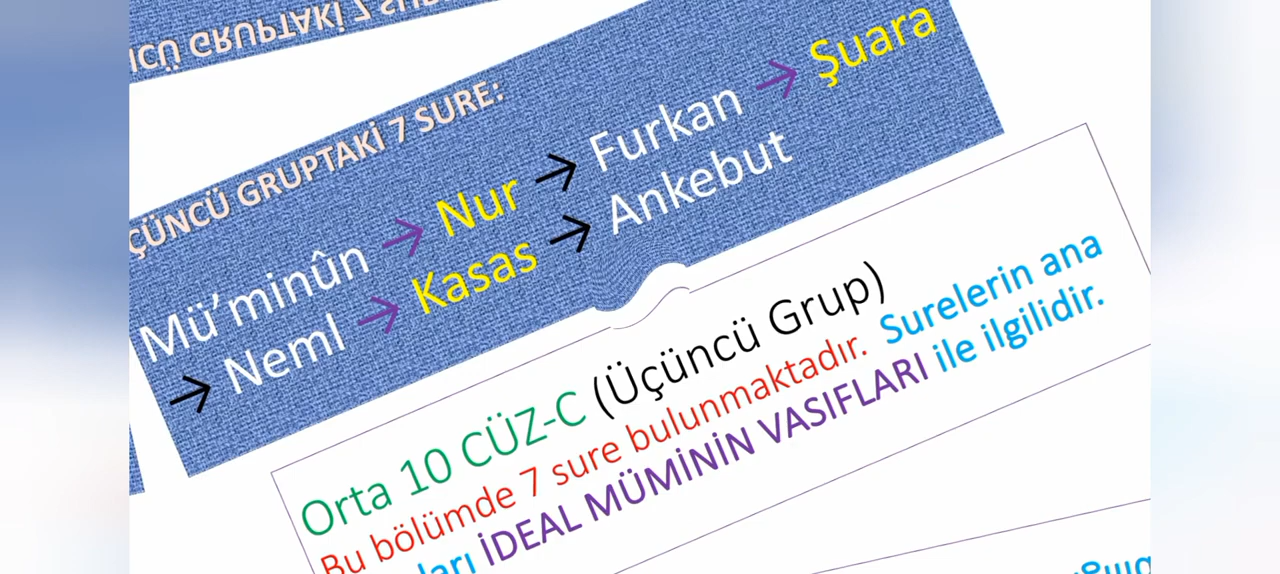 ÜÇÜNCÜ GRUPTAKİ 7 SURE:
Mü'minûn → Nur → Furkan → Şuara
→ Neml → Kasas → Ankebut
Orta 10 CÜZ-C (Üçüncü Grup)
Bu bölümde 7 sure bulunmaktadır. Surelerin ana
İDEAL MÜMİNİN VASIFLARI ile ilgilidir.